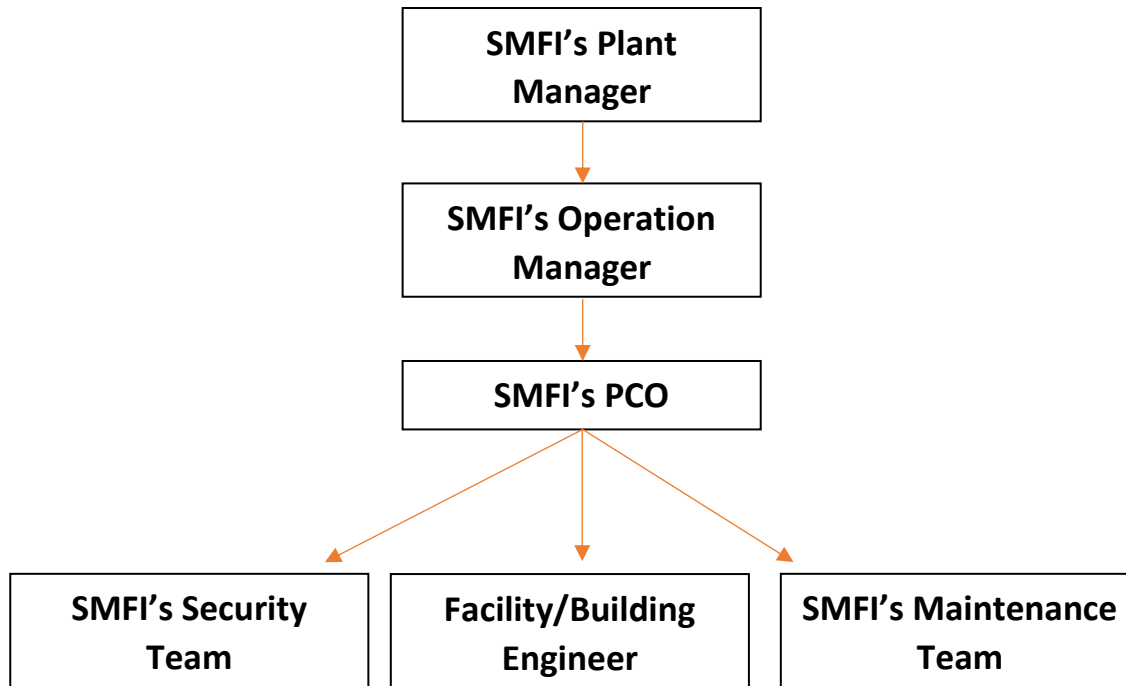 SMFI’s Plant
Manager
SMFI’s Operation
Manager
SMFI’s PCO
SMFI’s Security
Team
Facility/Building
Engineer
SMFI’s Maintenance
Team